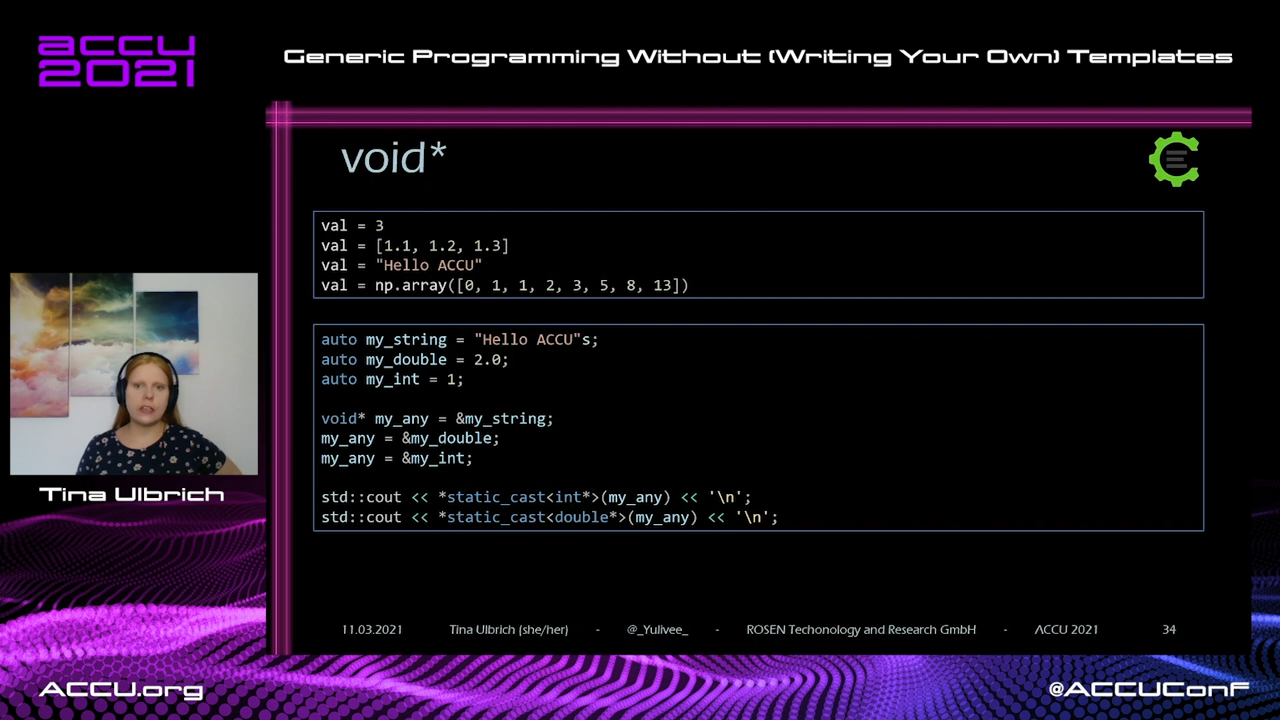 accu
2021
Generic Programming Without (Writing Your Own) Templates
void*
val = 3
val = [1.1, 1.2, 1.3]
val = "Hello ACCU"
val = np.array([0, 1, 1, 2, 3, 5, 8, 13])
auto my_string = "Hello ACCU"s;
auto my_double = 2.0;
auto my_int = 1;
void* my_any = &my_string;
my_any = &my_double;
my_any = &my_int;
std::cout << *static_cast<int*>(my_any) << '\n';
std::cout << *static_cast<double*>(my_any) << '\n';
Tina Ulbrich
11.03.2021 Tina Ulbrich (she/her) - @_Yulivee_ - ROSEN Techonology and Research GmbH - ACCU 2021 34
ACCU.org
@ACCUConf